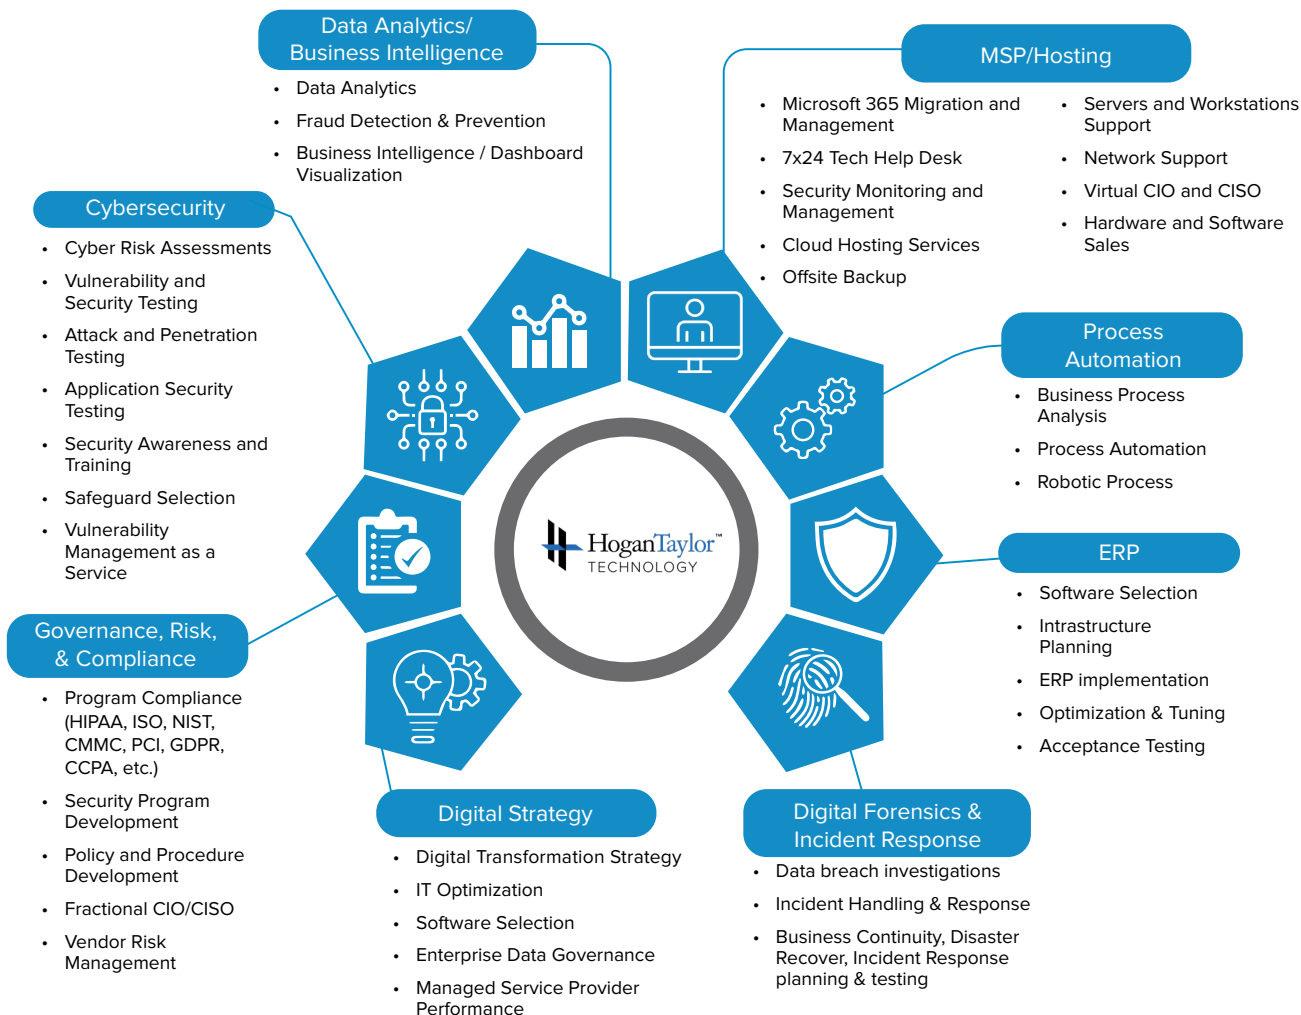 Data Analytics/
Business Intelligence
• Data Analytics
• Fraud Detection & Prevention
• Business Intelligence / Dashboard
Visualization
MSP/Hosting
• Microsoft 365 Migration and
Management
• 7x24 Tech Help Desk
• Security Monitoring and
Management
• Cloud Hosting Services
• Offsite Backup
• Servers and Workstations
Support
• Network Support
• Virtual CIO and CISO
• Hardware and Software
Sales
Cybersecurity
• Cyber Risk Assessments
• Vulnerability and
Security Testing
• Attack and Penetration
Testing
• Application Security
Testing
• Security Awareness and
Training
• Safeguard Selection
• Vulnerability
Management as a
Service
Process
Automation
• Business Process
Analysis
• Process Automation
• Robotic Process
HoganTaylor™
TECHNOLOGY
ERP
• Software Selection
• Intrastructure
Planning
• ERP implementation
• Optimization & Tuning
• Acceptance Testing
Governance, Risk,
& Compliance
• Program Compliance
(HIPAA, ISO, NIST,
CMMC, PCI, GDPR,
CCPA, etc.)
• Security Program
Development
• Policy and Procedure
Development
• Fractional CIO/CISO
• Vendor Risk
Management
Digital Strategy
• Digital Transformation Strategy
• IT Optimization
• Software Selection
• Enterprise Data Governance
• Managed Service Provider
Performance
Digital Forensics &
Incident Response
• Data breach investigations
• Incident Handling & Response
• Business Continuity, Disaster
Recover, Incident Response
planning & testing